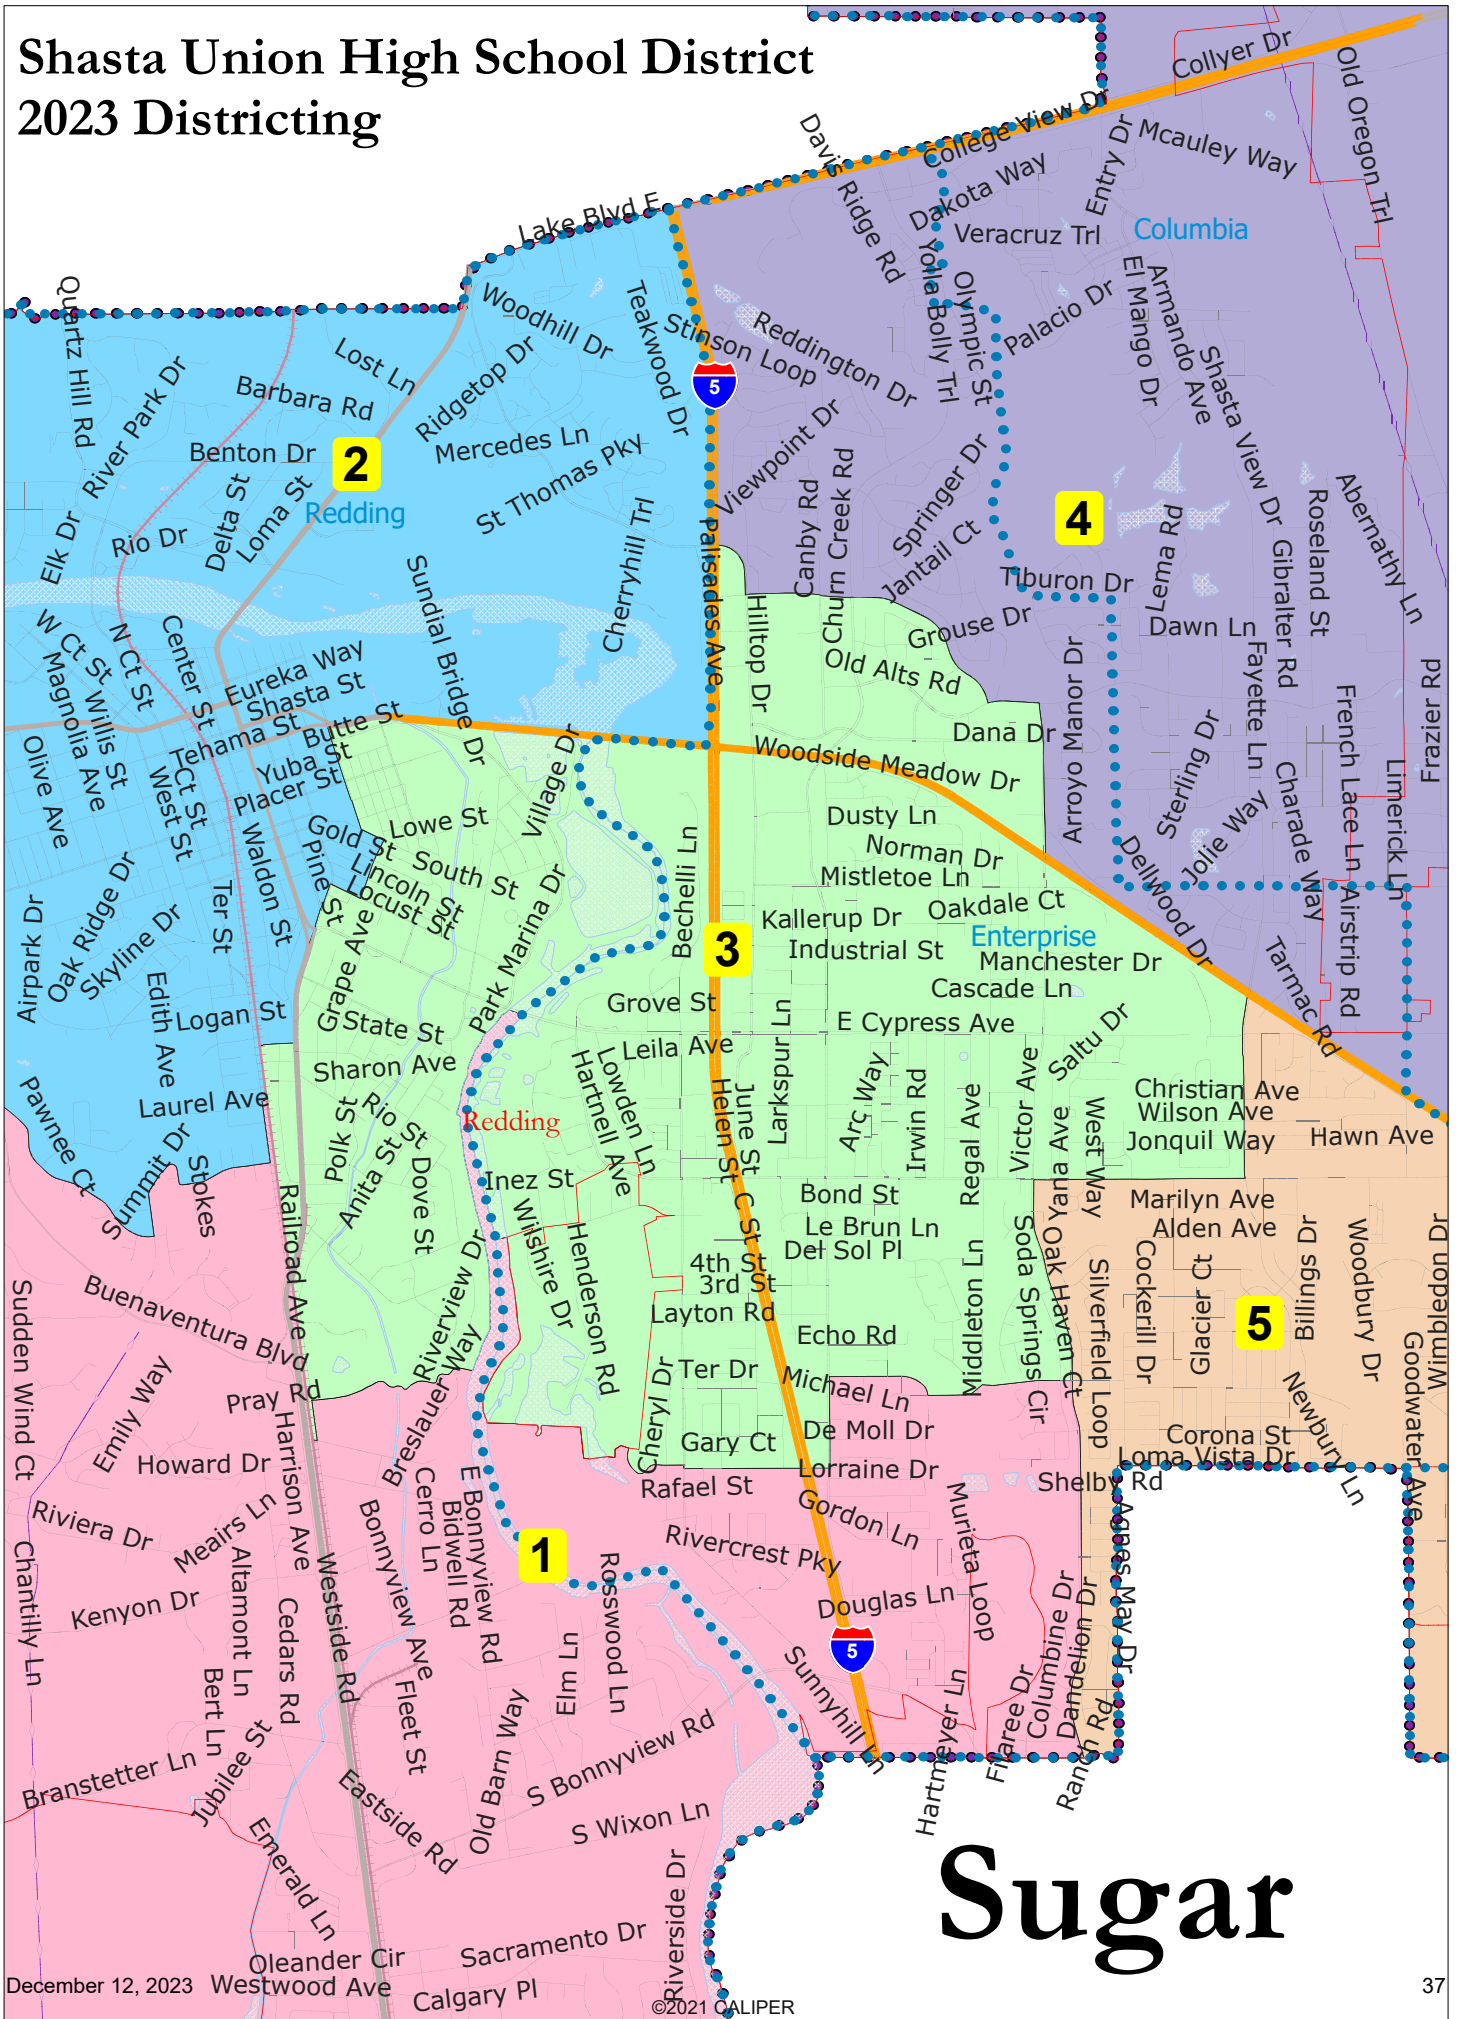 Shasta Union High School District
2023 Districting
Collyer Dr
Old Oregon Trl
College View Dr
Davis Ridge Rd
Mcauley Way
Entry Dr
Dakota Way
Lake Blvd E
Veracruz Trl
Columbia
Yolla Bolly Trl
Olympic St
El Mango Dr
Armando Ave
Palacio Dr
Quartz Hill Rd
Woodhill Dr
Teakwood Dr
Stinson Loop
Reddington Dr
Lost Ln
Ridgetop Dr
River Park Dr
Barbara Rd
5
Shasta View Dr
Viewpoint Dr
Mercedes Ln
Benton Dr
2
St Thomas Pky
Redding
Delta St
Loma St
Canby Rd
Churn Creek Rd
Springer Dr
4
Roseland St
Abernathy Ln
Elk Dr
Rio Dr
Sundial Bridge Dr
Cherryhill Trl
Palisades Ave
Jantail Ct
Tiburon Dr
Lema Rd
Gibralter Rd
W Ct St
N Ct St
Center St
Hilltop Dr
Grouse Dr
Dawn Ln
Magnolia Ave
Willis St
Eureka Way
Shasta St
Old Alts Rd
Arroyo Manor Dr
Fayette Ln
French Lace Ln
Frazier Rd
Tehama St
Butte St
Dana Dr
Olive Ave
Yuba St
Placer St
Ct St
West St
Village Dr
Woodside Meadow Dr
Sterling Dr
Charade Way
Limerick Ln
Waldon St
Gold St
Lowe St
Dusty Ln
Jolie Way
Pine St
Lincoln St
South St
Locust St
Norman Dr
Mistletoe Ln
Dellwood Dr
Airpark Dr
Oak Ridge Dr
Skyline Dr
Ter St
Park Marina Dr
Bechelli Ln
Kallerup Dr
Oakdale Ct
Airstrip Rd
3
Industrial St
Enterprise
Manchester Dr
Tarmac Rd
Edith Ave
Grape Ave
Cascade Ln
Logan St
State St
Grove St
E Cypress Ave
Saltu Dr
Leila Ave
Larkspur Ln
Sharon Ave
Lowden Ln
Hartnell Ave
Arc Way
Irwin Rd
Regal Ave
Victor Ave
Christian Ave
Wilson Ave
Pawnee Ct
Laurel Ave
Rio St
Redding
Helen St
June St
Yana Ave
West Way
Jonquil Way
Hawn Ave
Summit Dr
Stokes
Polk St
Anita St
Dove St
Inez St
Bond St
Marilyn Ave
Railroad Ave
Wilshire Dr
Henderson Rd
C St
Le Brun Ln
Del Sol Pl
Alden Ave
Soda Springs Cir
Oak Haven Ct
Silverfield Loop
Cockerill Dr
Glacier Ct
Billings Dr
Woodbury Dr
Wimbledon Dr
4th St
3rd St
Riverview Dr
Buenaventura Blvd
Layton Rd
Middleton Ln
5
Sudden Wind Ct
Echo Rd
Goodwater Ave
Emily Way
Pray Rd
Breslauer Way
Cheryl Dr
Ter Dr
Michael Ln
Newbury Ln
Harrison Ave
De Moll Dr
Gary Ct
Corona St
Loma Vista Dr
Howard Dr
Lorraine Dr
Rafael St
Shelby Rd
Riviera Dr
Meairs Ln
Cerro Ln
Bidwell Rd
E Bonnyview Rd
Bonnyview Ave
Gordon Ln
Murieta Loop
Agnes May Dr
Chantilly Ln
Altamont Ln
Westside Rd
1
Rosswood Ln
Rivercrest Pky
Kenyon Dr
Cedars Rd
Douglas Ln
Columbine Dr
Dandelion Dr
Elm Ln
5
Bert Ln
Fleet St
Old Barn Way
Sunnyhill Ln
Hartmeyer Ln
Filaree Dr
Ranch Rd
Branstetter Ln
Jubilee St
S Bonnyview Rd
Eastside Rd
S Wixon Ln
Emerald Ln
Riverside Dr
Sugar
Sacramento Dr
Oleander Cir
December 12, 2023
Westwood Ave
Calgary Pl
©2021 CALIPER
37